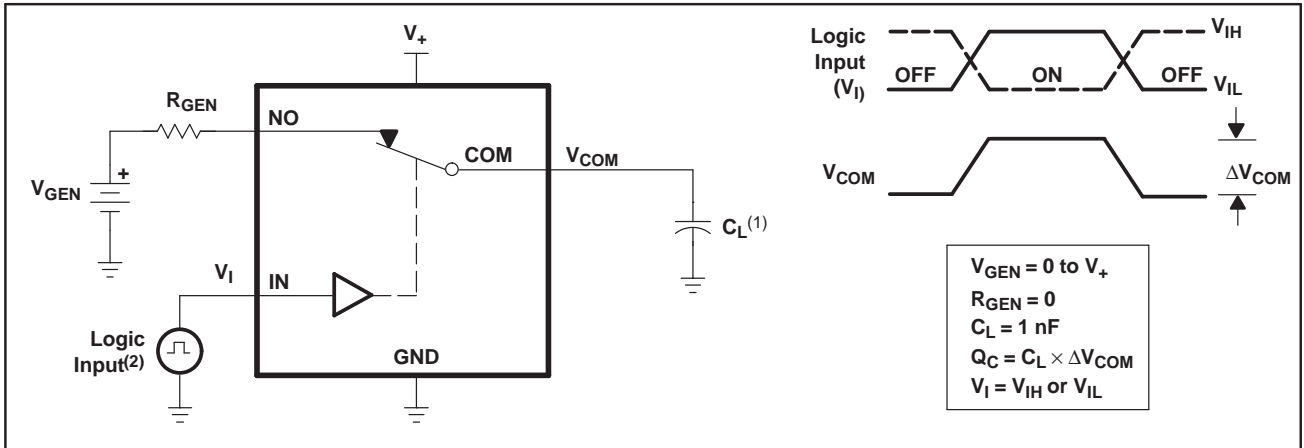 V+
RGEN
NO
COM
VCOM
VGEN
+
CL(1)
VI
IN
Logic
Input(2)
GND
Logic
Input
(VI)
OFF
ON
OFF
VIH
VIL
VCOM
ΔVCOM
VGEN = 0 to V+
RGEN = 0
CL = 1 nF
QC = CL × ΔVCOM
VI = VIH or VIL